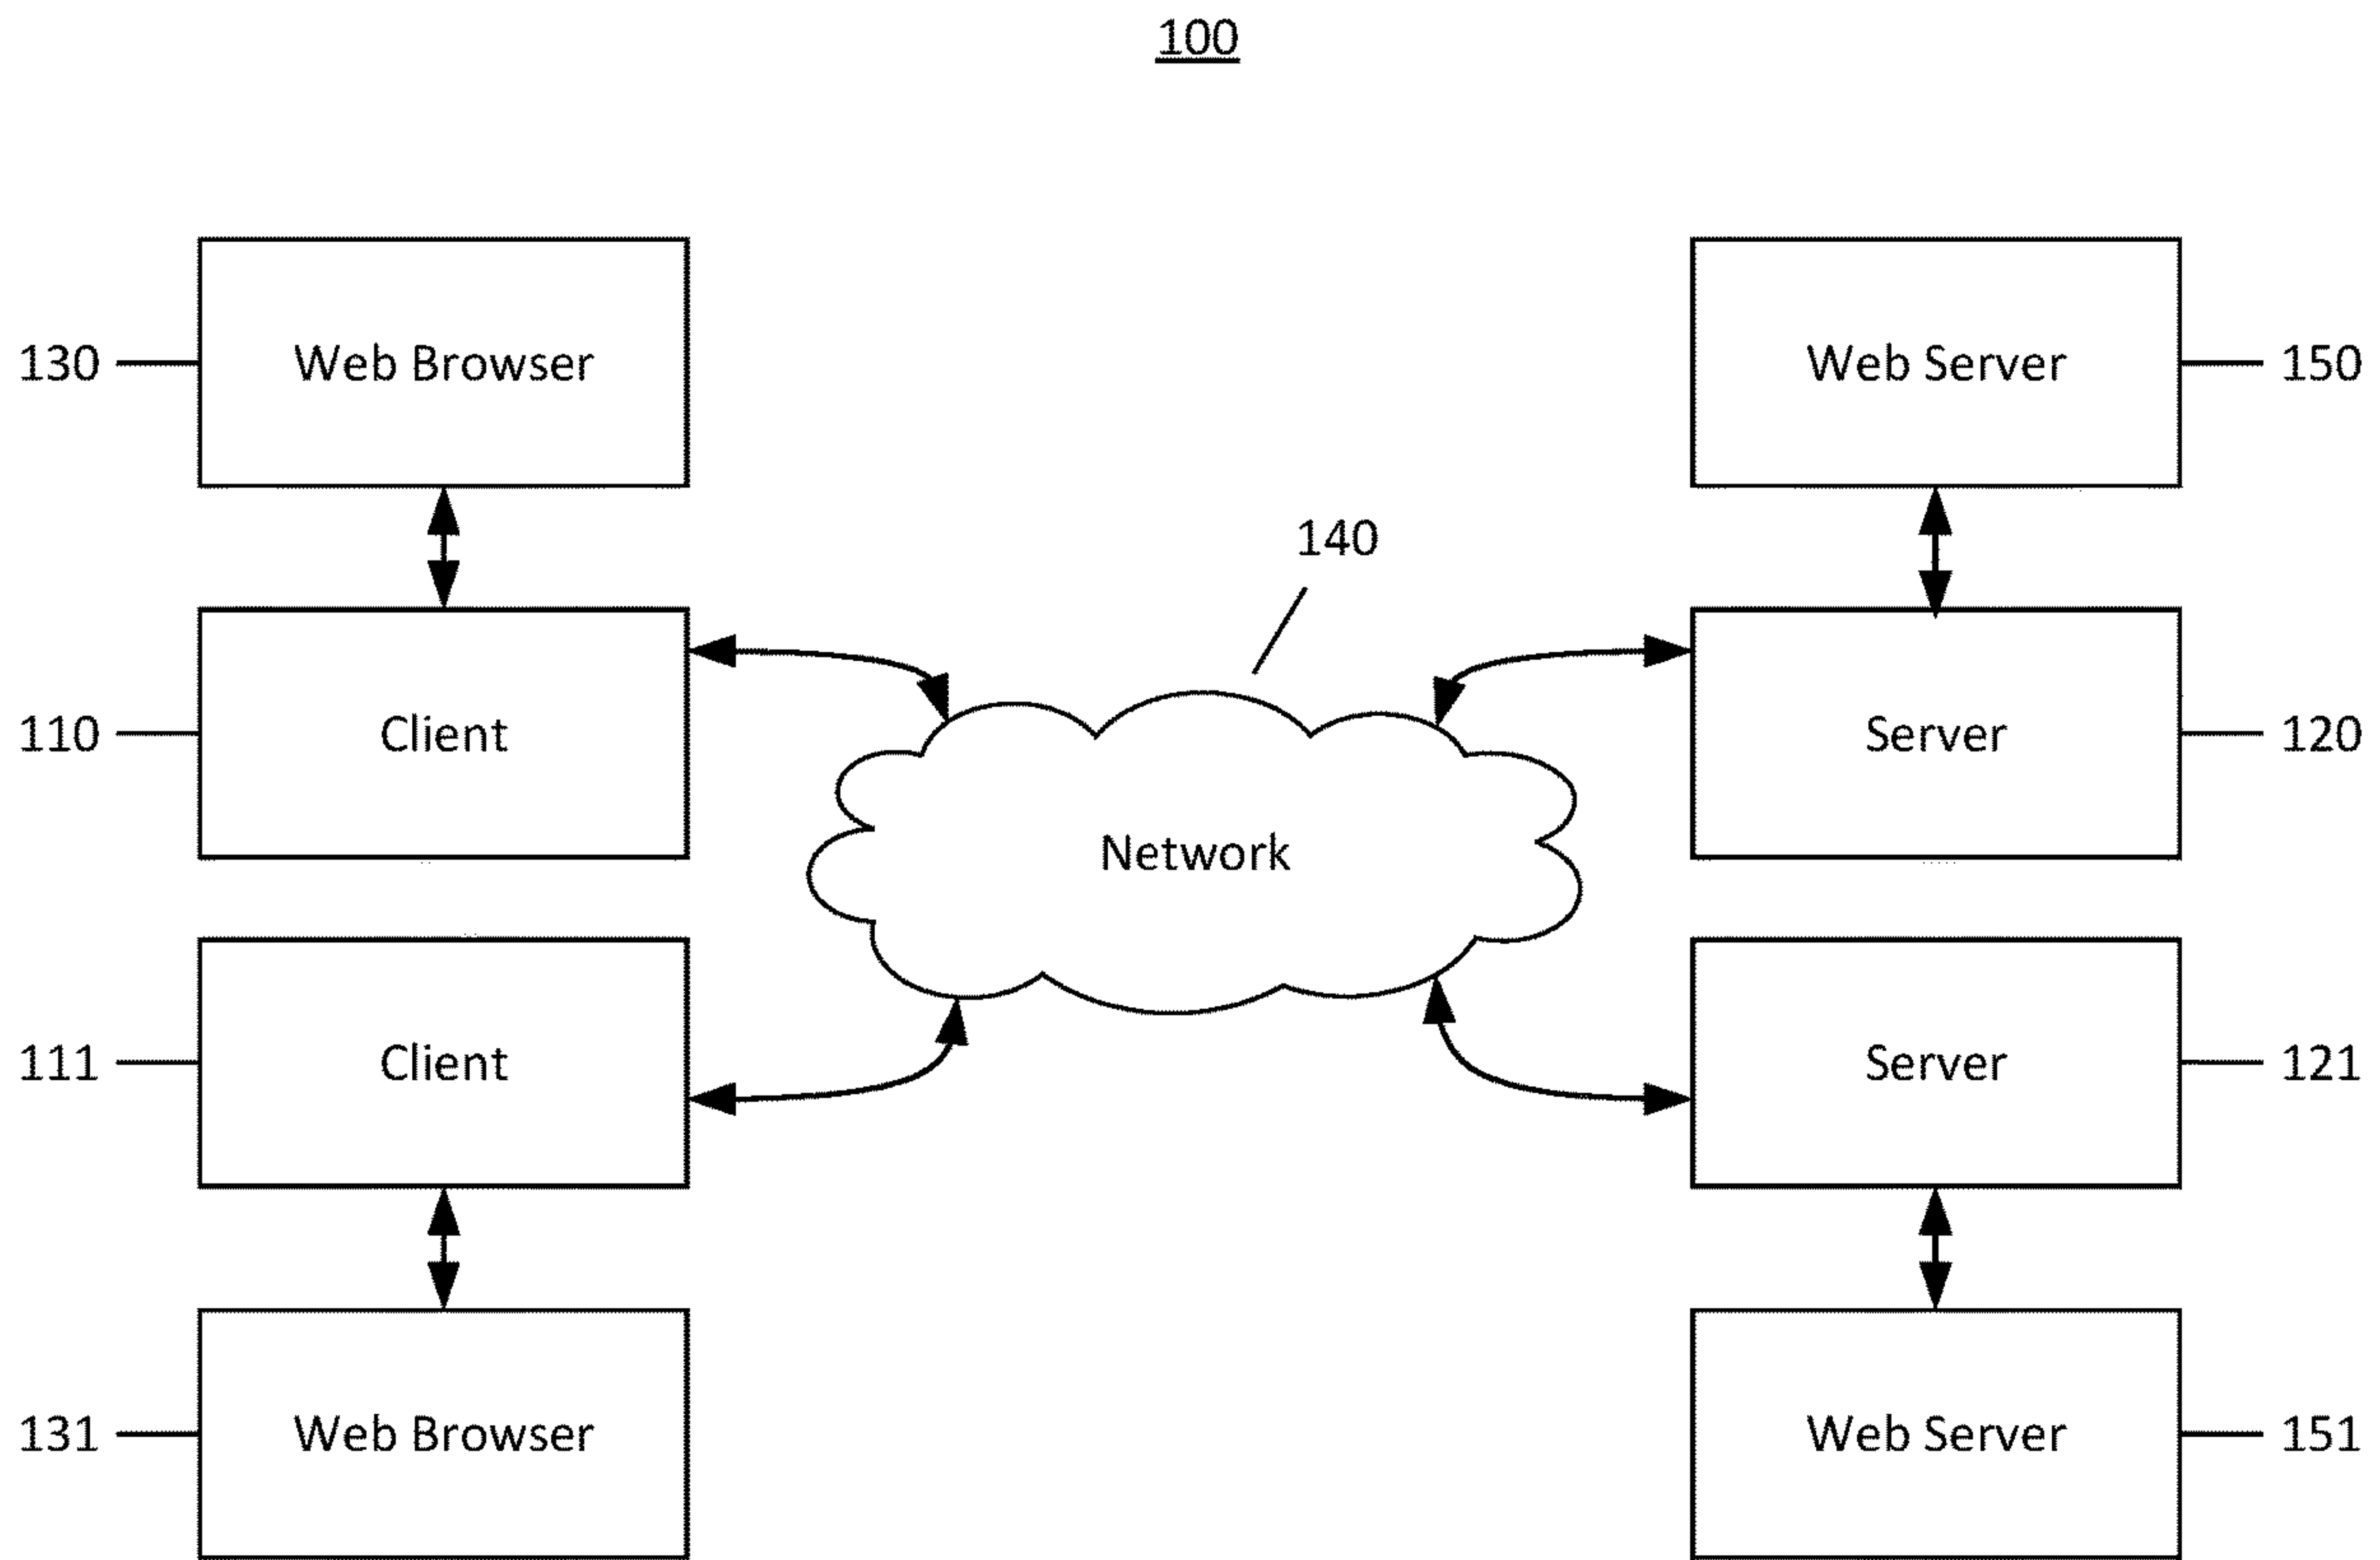 100
130
Web Browser
Web Server
150
140
110
Client
Server
120
Network
111
Client
Server
121
131
Web Browser
Web Server
151